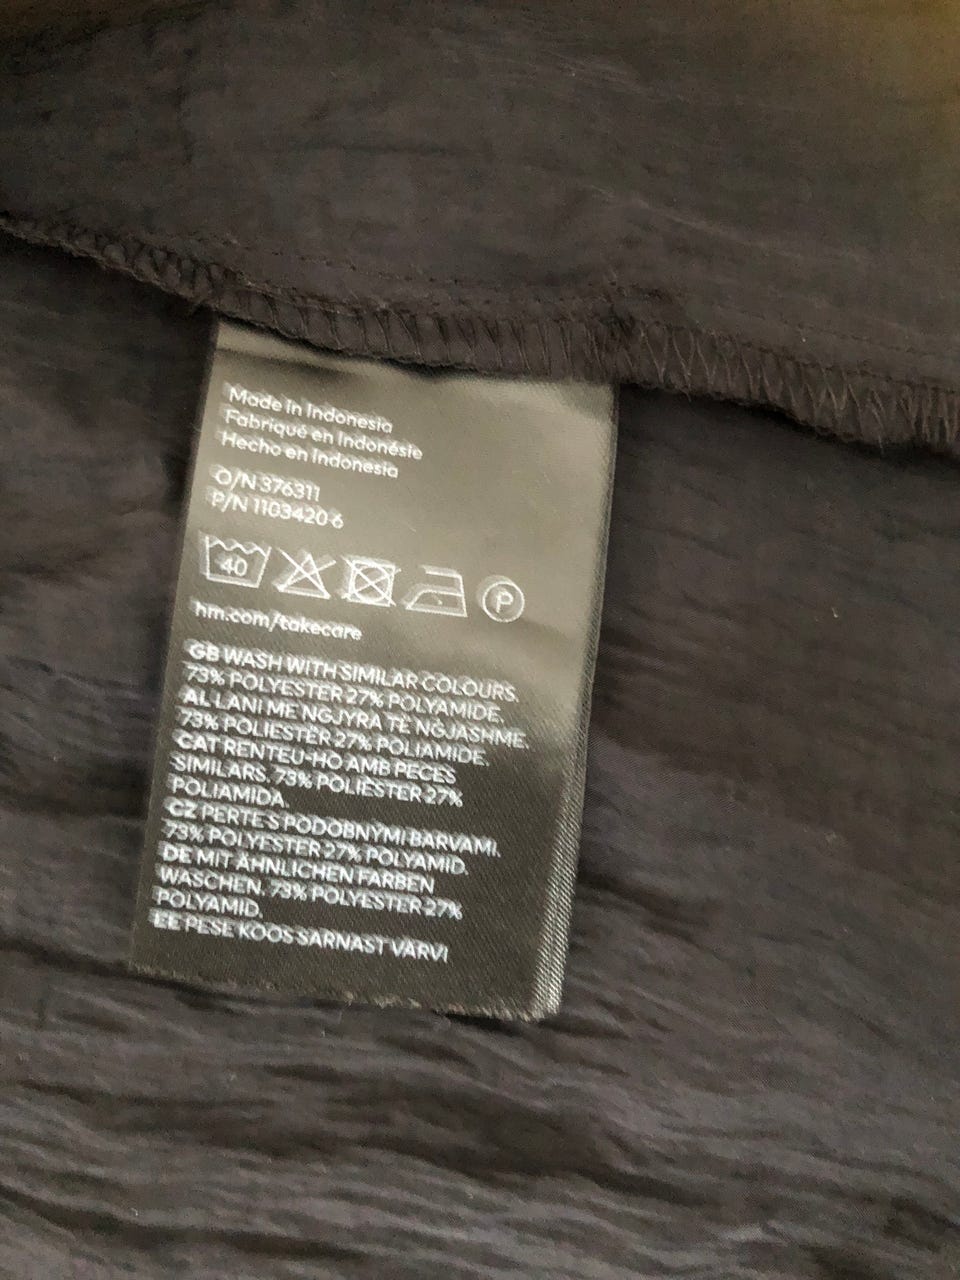 Made in Indonesia
Fabriqué en Indonésie
Hecho en Indonesia
O/N 376311
P/N 1103420 6
40
P
hm.com/takecare
GB WASH WITH SIMILAR COLOURS.
73% POLYESTER 27% POLYAMIDE.
AL LANI ME NGJYRA TË NGJASHME.
73% POLIESTËR 27% POLIAMIDE.
CAT RENTEU-HO AMB PECES
SIMILARS. 73% POLIÈSTER 27%
POLIAMIDA.
CZ PERTE S PODOBNÝMI BARVAMI.
73% POLYESTER 27% POLYAMID.
DE MIT ÄHNLICHEN FARBEN
WASCHEN. 73% POLYESTER 27%
POLYAMID.
EE PESE KOOS SARNAST VÄRVI